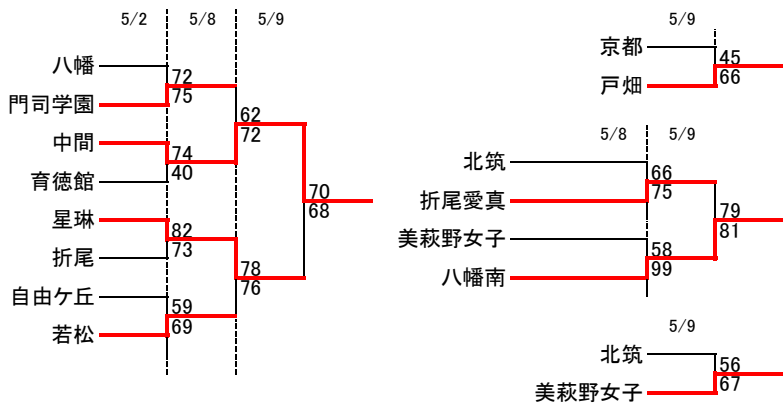 5/2 5/8 5/9
八幡
72
門司学園
75
62
中間
72
74
育徳館
40
70
星琳
68
82
折尾
73
78
自由ケ丘
76
59
若松
69
5/9
京都
45
戸畑
66
5/8 5/9
北筑
66
折尾愛真
75
79
美萩野女子
81
58
八幡南
99
5/9
北筑
56
美萩野女子
67